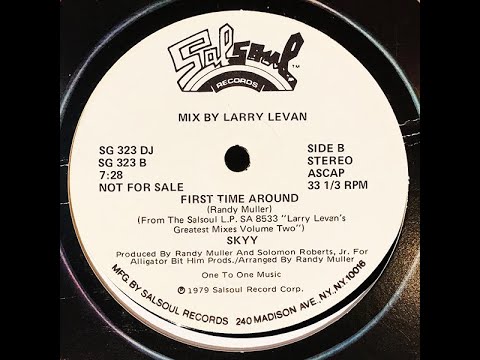 Salsoul
RECORDS
MIX BY LARRY LEVAN
SG 323 DJ
SG 323 B
7:28
NOT FOR SALE
SIDE B
STEREO
ASCAP
33 1/3 RPM
FIRST TIME AROUND
(Randy Muller)
(From The Salsoul L.P. SA 8533 "Larry Levan's
Greatest Mixes Volume Two")
SKYY
Produced By Randy Muller And Solomon Roberts, Jr. For
Alligator Bit Him Prods./Arranged By Randy Muller
One To One Music
℗ 1979 Salsoul Record Corp.
MFG. BY SALSOUL RECORDS 240 MADISON AVE., NY, NY 10016